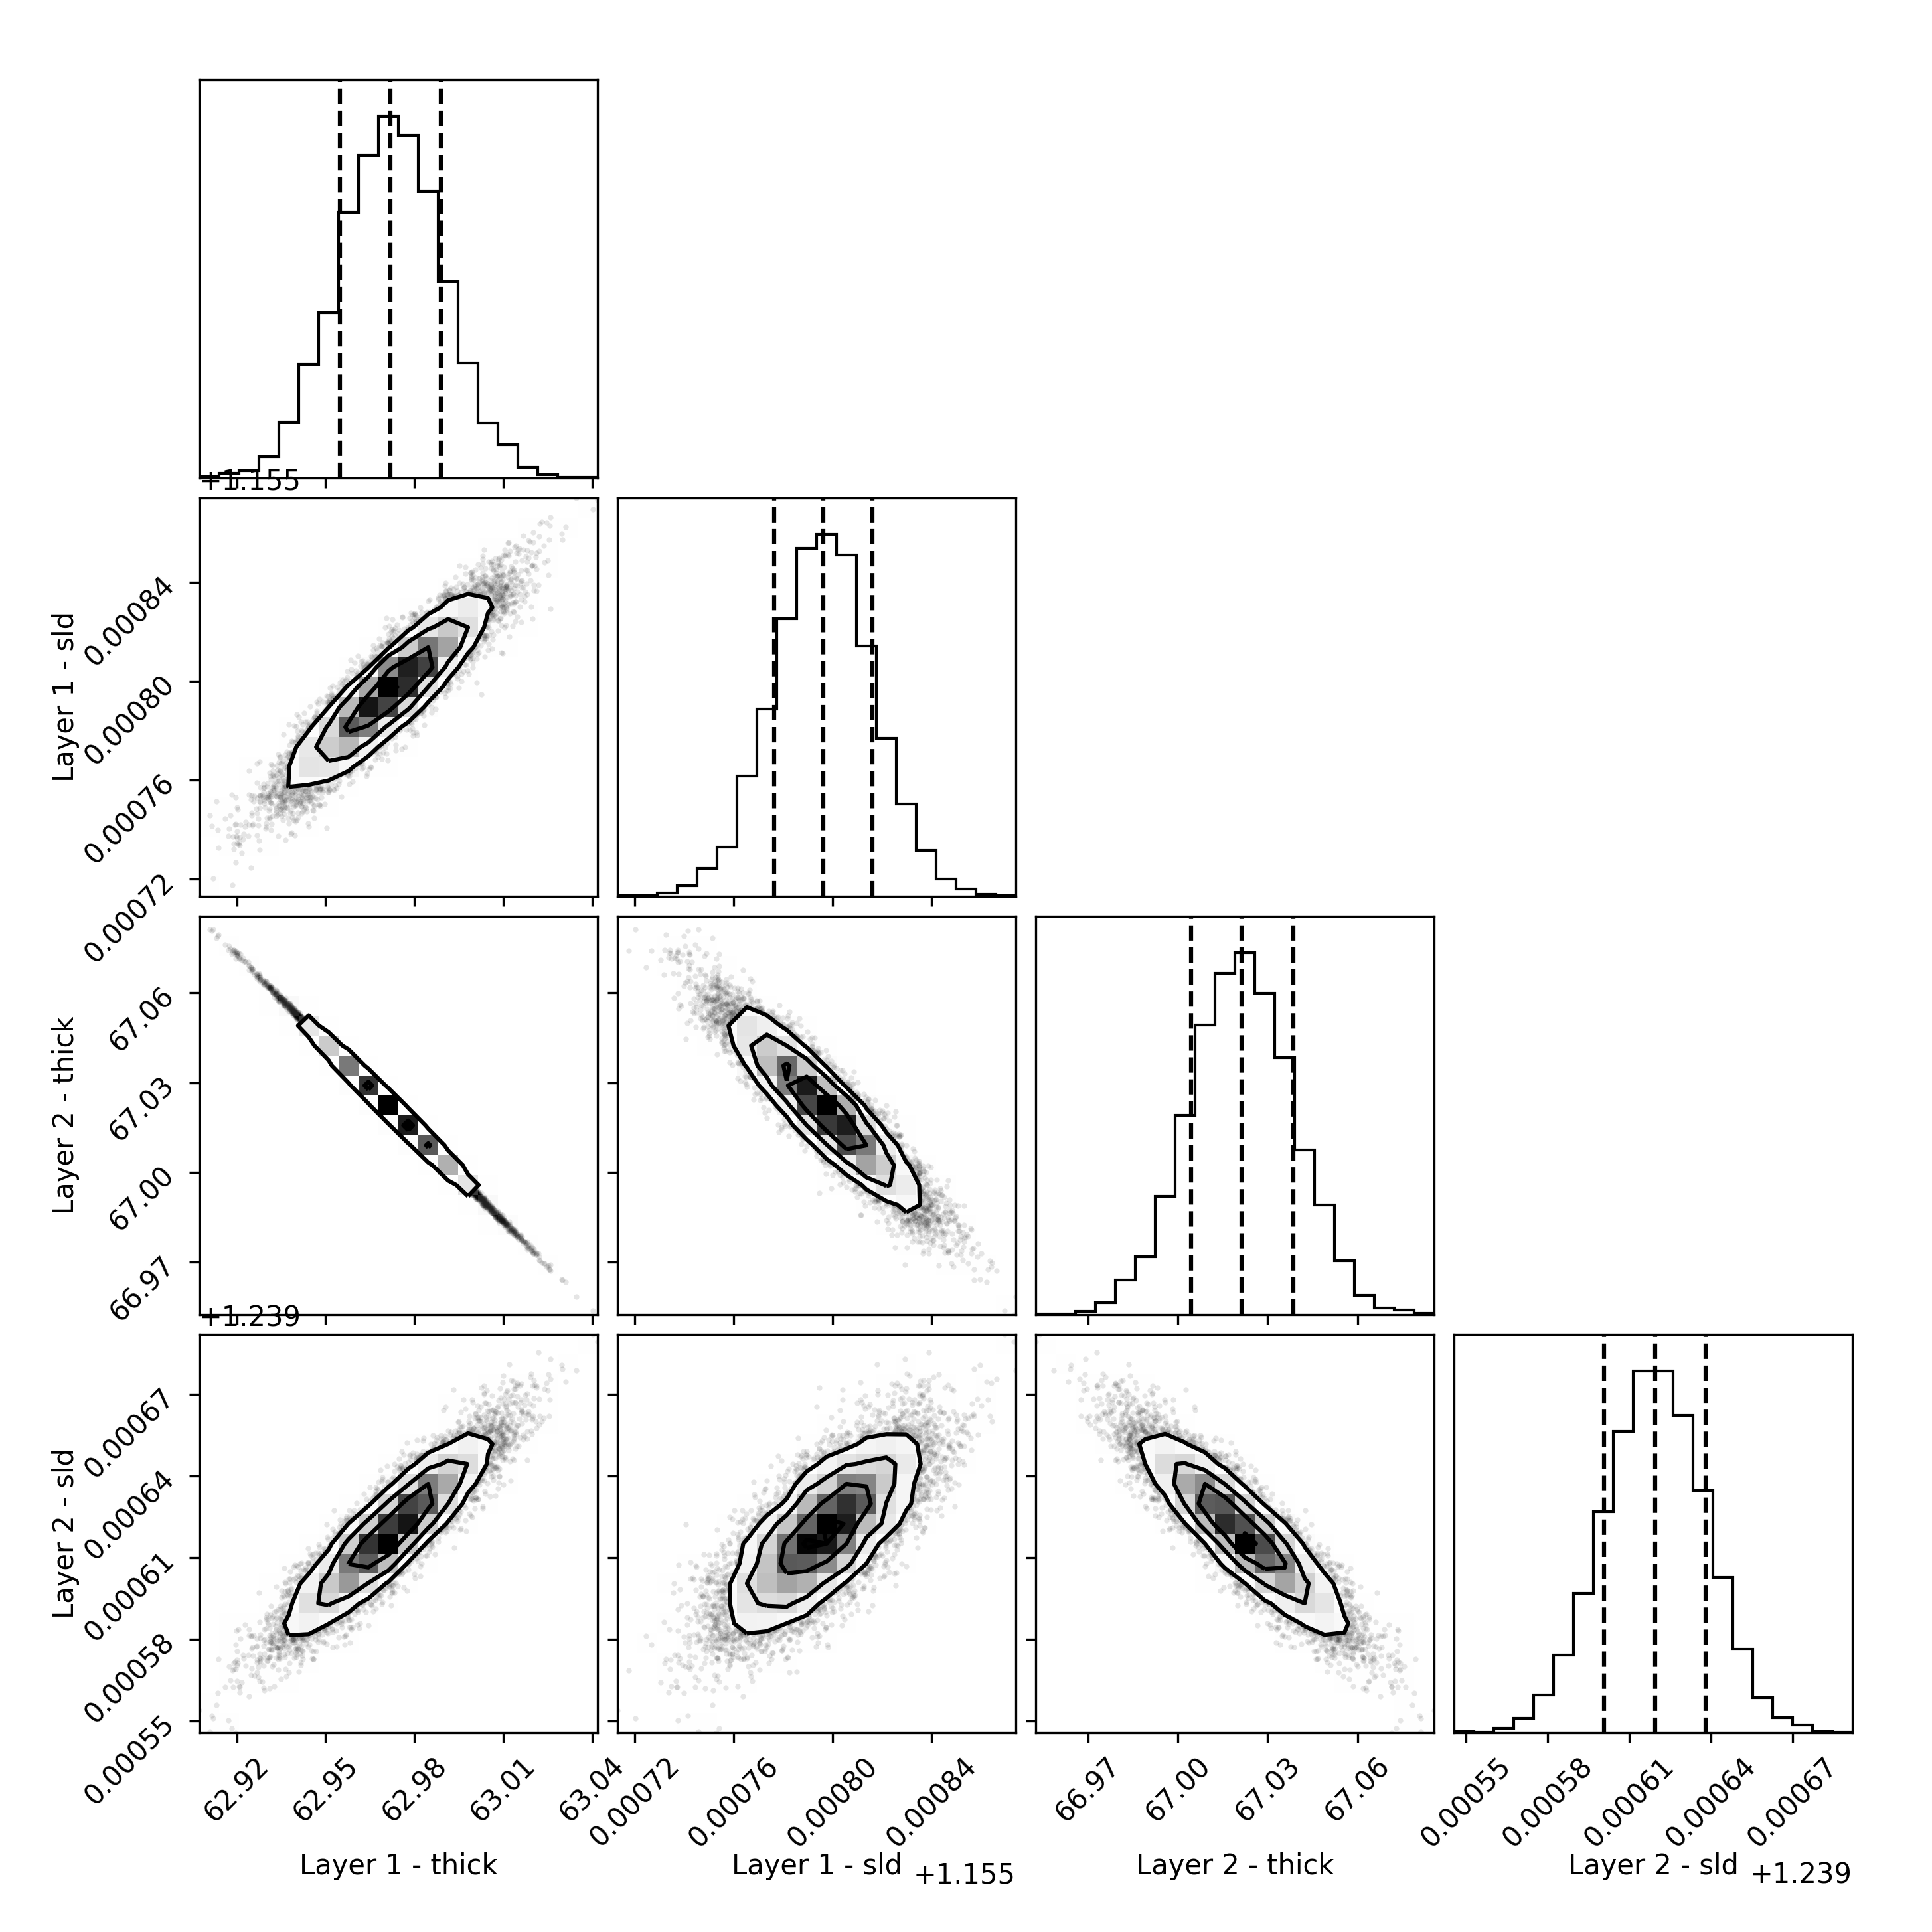 +1.155
Layer 1 - sld
0.00084
0.00080
0.00076
0.00072
Layer 2 - thick
67.06
67.03
67.00
66.97
+1.239
Layer 2 - sld
0.00067
0.00064
0.00061
0.00058
0.00055
62.92 62.95 62.98 63.01 63.04
0.00072 0.00076 0.00080 0.00084
66.97 67.00 67.03 67.06
0.00055 0.00058 0.00061 0.00064 0.00067
Layer 1 - thick
Layer 1 - sld +1.155
Layer 2 - thick
Layer 2 - sld +1.239